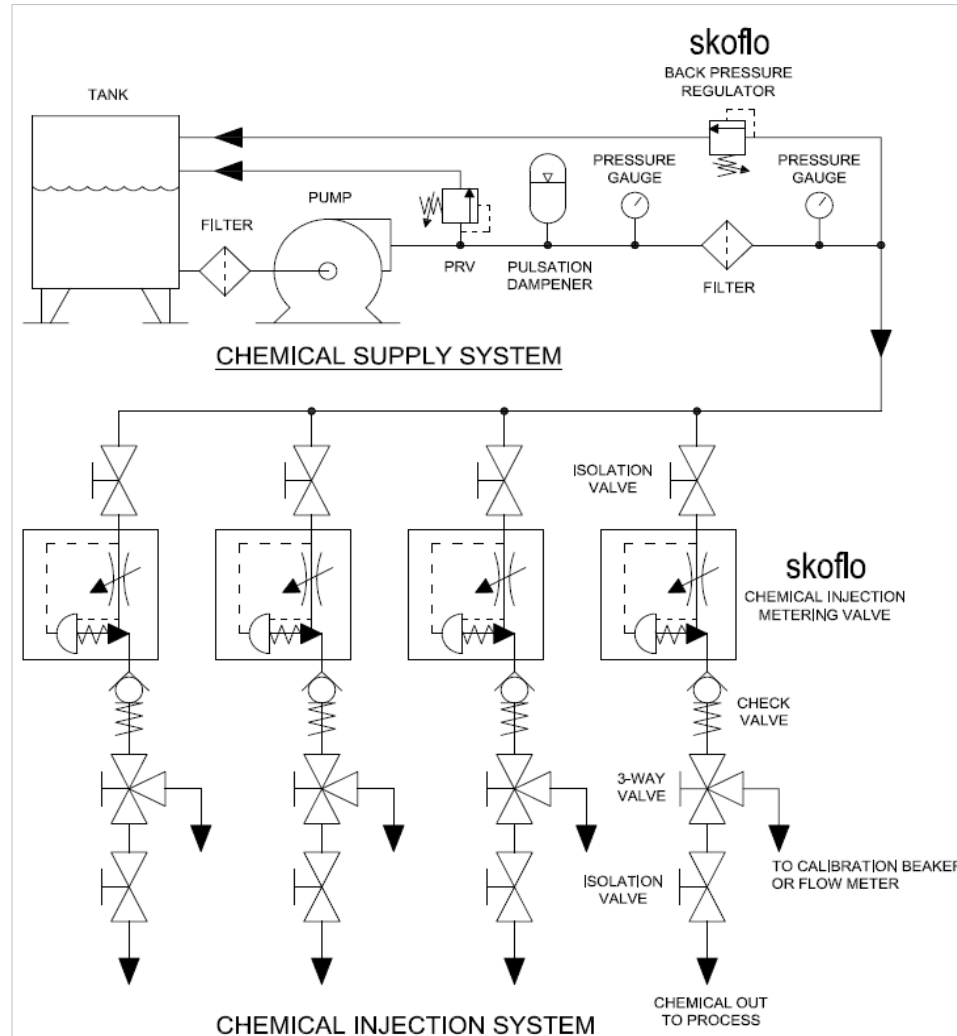 skoflo
BACK PRESSURE
REGULATOR
TANK
PRESSURE
GAUGE
PRESSURE
GAUGE
PUMP
FILTER
PRV
PULSATION
DAMPENER
FILTER
CHEMICAL SUPPLY SYSTEM
ISOLATION
VALVE
skoflo
CHEMICAL INJECTION
METERING VALVE
CHECK
VALVE
3-WAY
VALVE
TO CALIBRATION BEAKER
OR FLOW METER
ISOLATION
VALVE
CHEMICAL OUT
TO PROCESS
CHEMICAL INJECTION SYSTEM